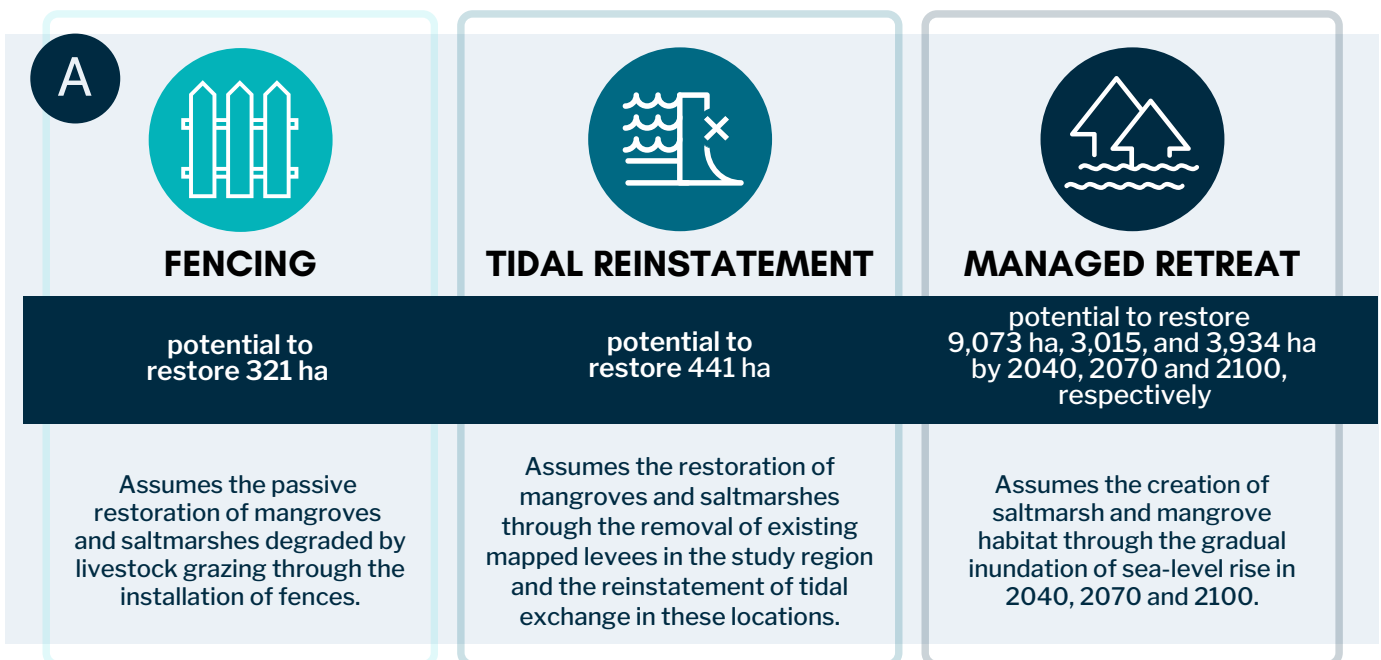 A
FENCING
potential to
restore 321 ha
Assumes the passive
restoration of mangroves
and saltmarshes degraded by
livestock grazing through the
installation of fences.
TIDAL REINSTATEMENT
potential to
restore 441 ha
Assumes the restoration of
mangroves and saltmarshes
through the removal of existing
mapped levees in the study region
and the reinstatement of tidal
exchange in these locations.
MANAGED RETREAT
potential to restore
9,073 ha, 3,015, and 3,934 ha
by 2040, 2070 and 2100,
respectively
Assumes the creation of
saltmarsh and mangrove
habitat through the gradual
inundation of sea-level rise in
2040, 2070 and 2100.